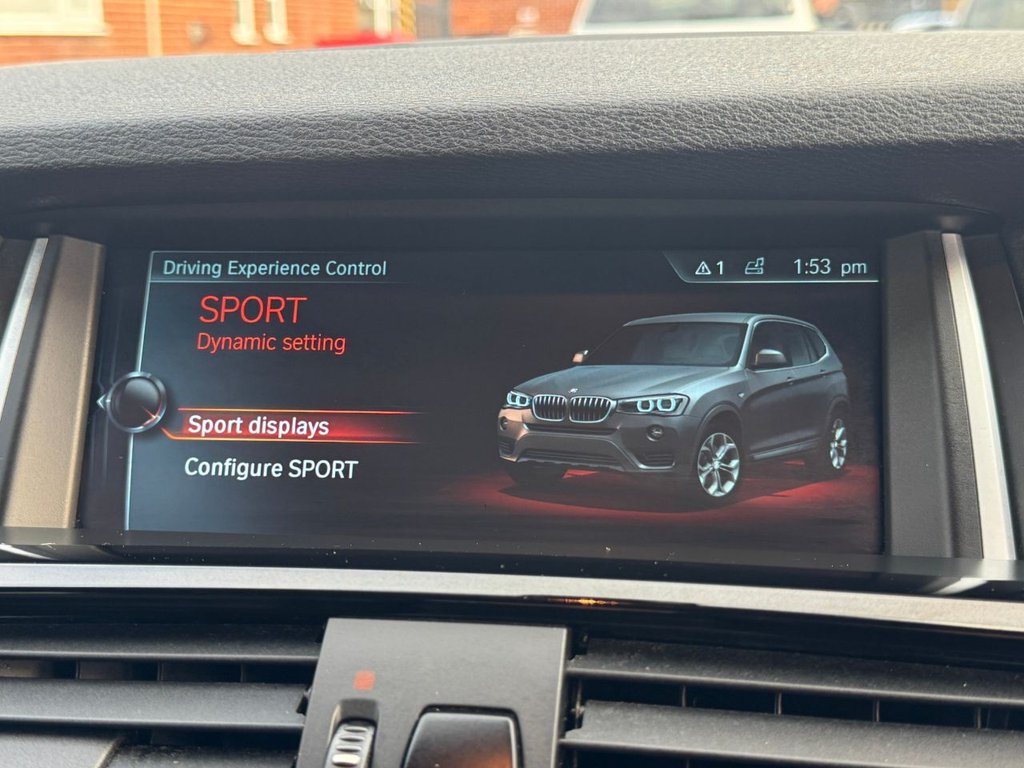 Driving Experience Control
1
1:53 pm
SPORT
Dynamic setting
Sport displays
Configure SPORT